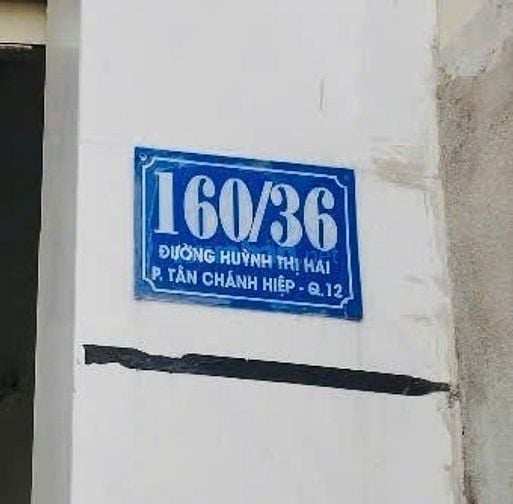 160/36
ĐƯỜNG HUỲNH THỊ HAI
P. TÂN CHÁNH HIỆP - Q.12